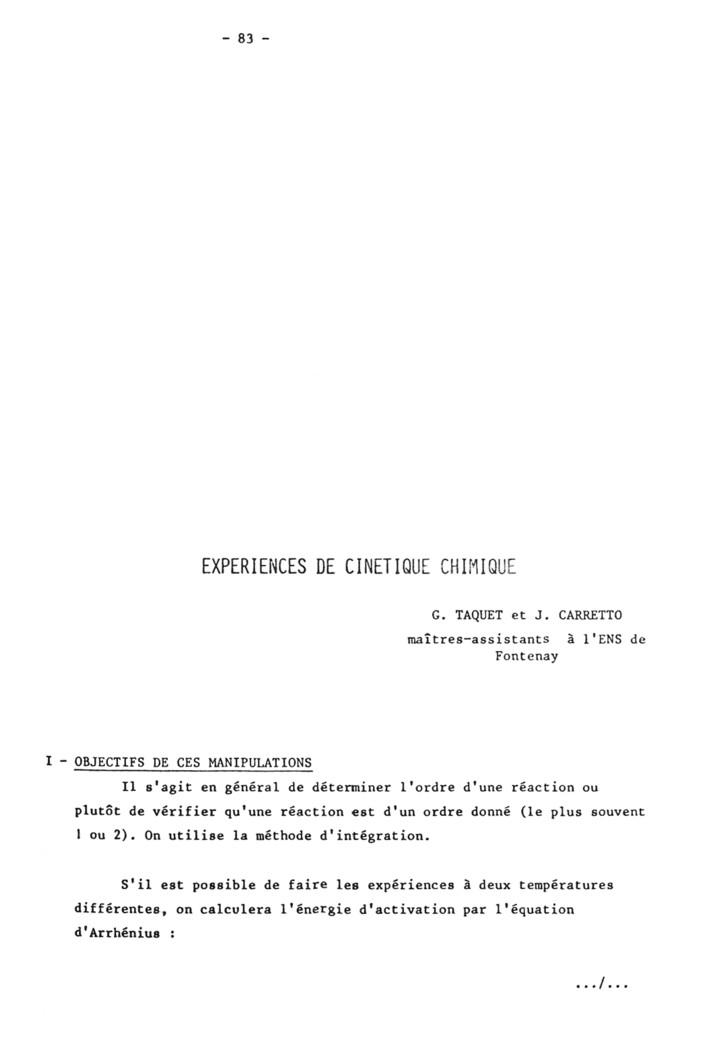 - 83 -
EXPERIENCES DE CINETIQUE CHIMIQUE
G. TAQUET et J. CARRETTO
maîtres-assistants à l'ENS de
Fontenay
I - OBJECTIFS DE CES MANIPULATIONS
Il s'agit en général de déterminer l'ordre d'une réaction ou
plutôt de vérifier qu'une réaction est d'un ordre donné (le plus souvent
1 ou 2). On utilise la méthode d'intégration.
S'il est possible de faire les expériences à deux températures
différentes, on calculera l'énergie d'activation par l'équation
d'Arrhénius :
.../...